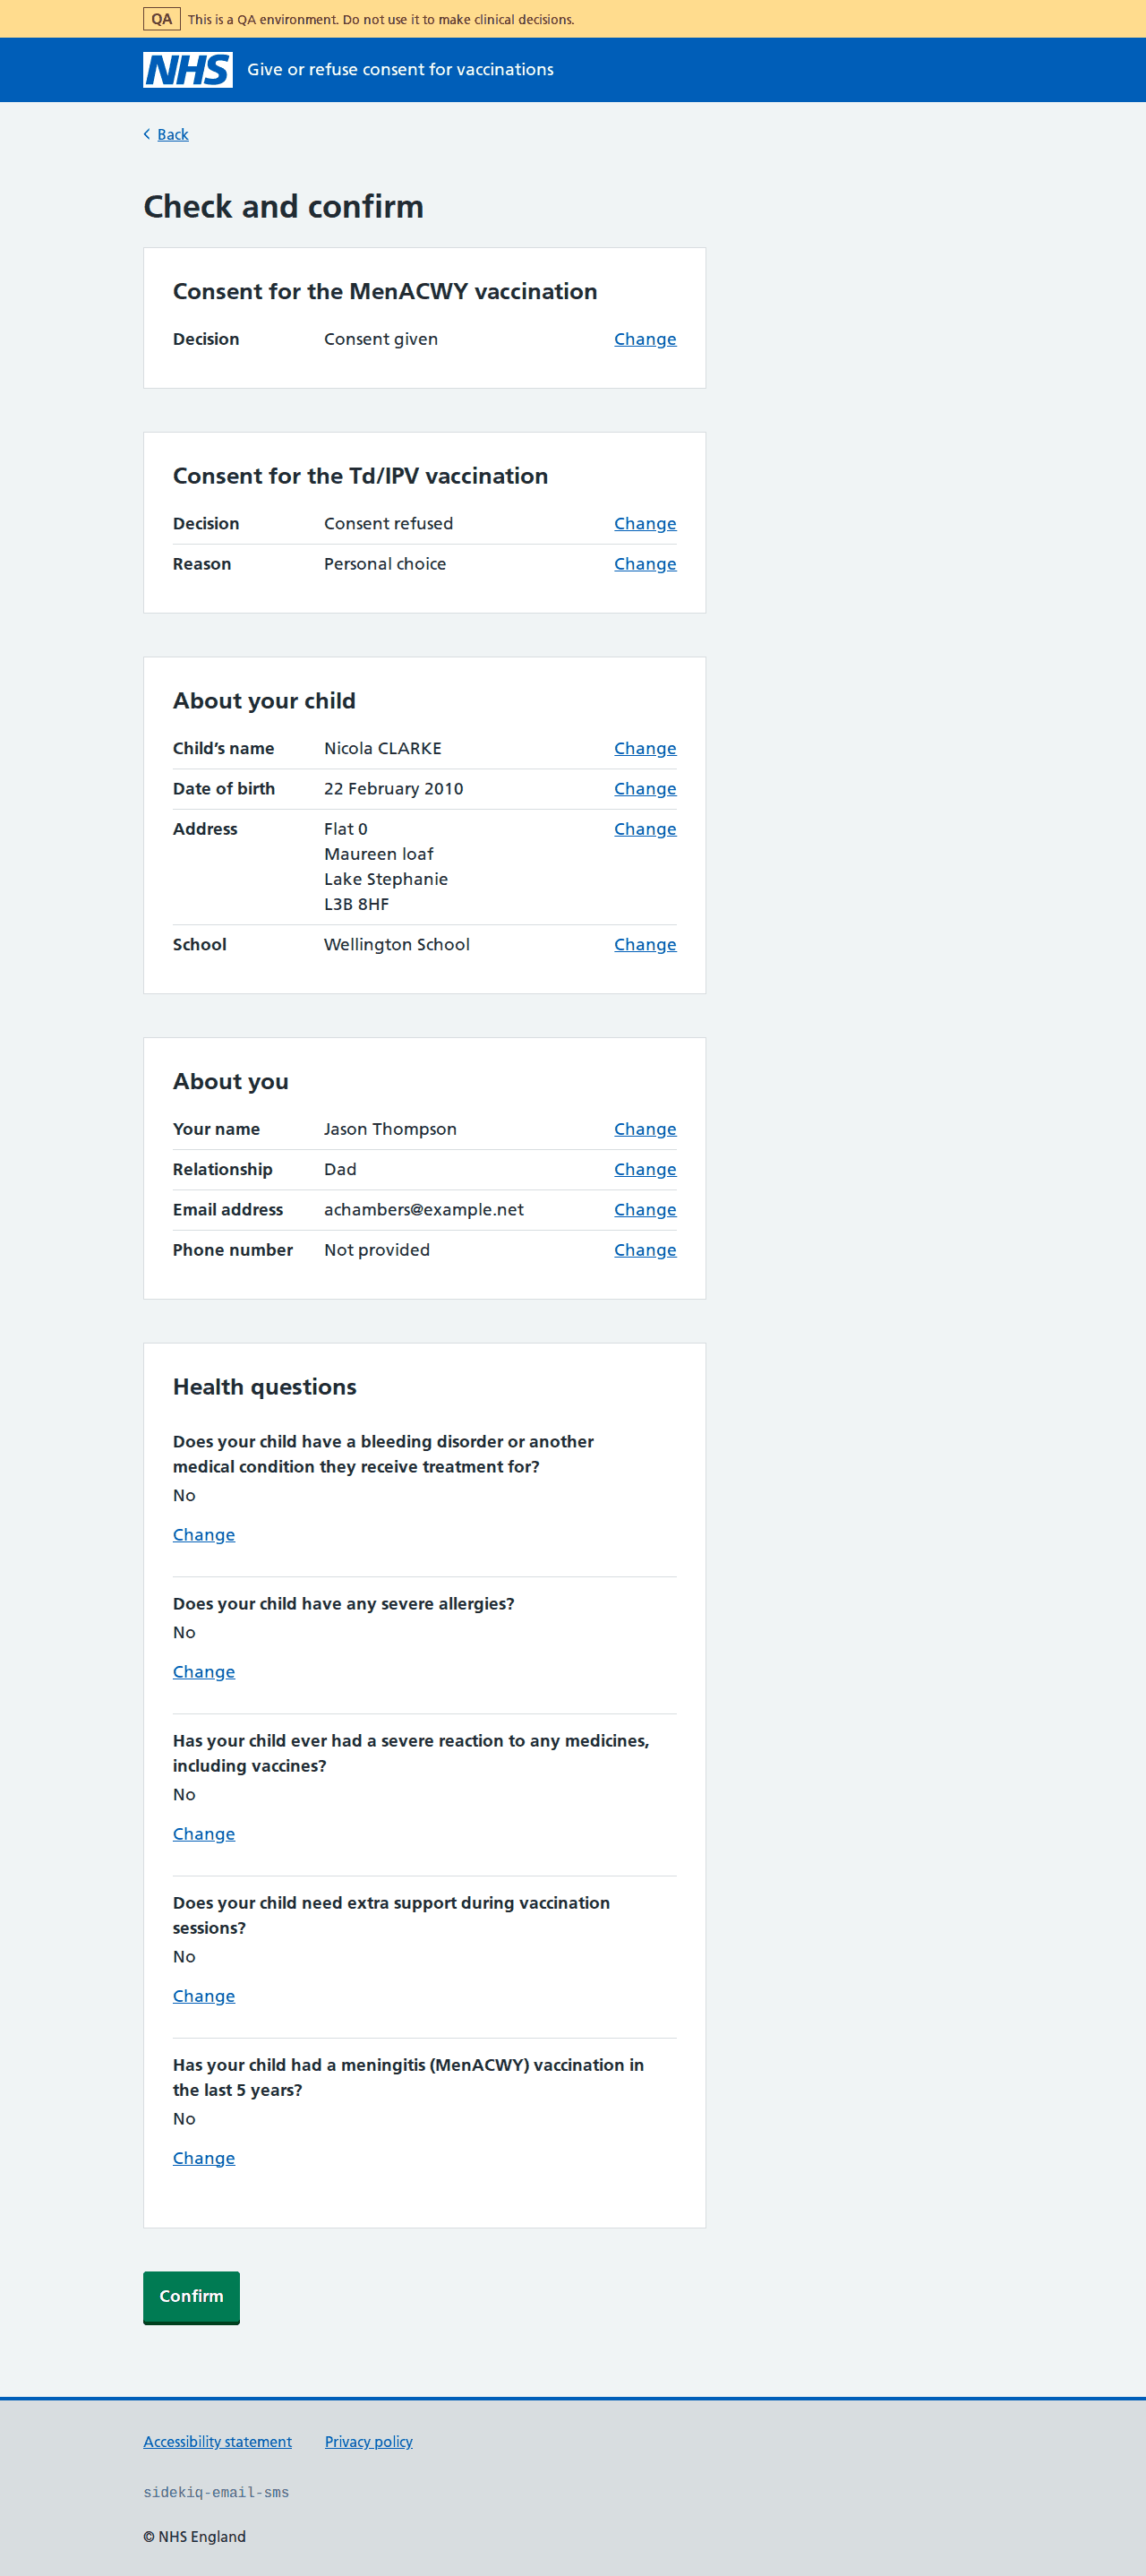 QA This is a QA environment. Do not use it to make clinical decisions.
NHS Give or refuse consent for vaccinations
Back
Check and confirm
Consent for the MenACWY vaccination
Decision Consent given Change
Consent for the Td/IPV vaccination
Decision Consent refused Change
Reason Personal choice Change
About your child
Child’s name Nicola CLARKE Change
Date of birth 22 February 2010 Change
Address Flat 0 Change
Maureen loaf
Lake Stephanie
L3B 8HF
School Wellington School Change
About you
Your name Jason Thompson Change
Relationship Dad Change
Email address achambers@example.net Change
Phone number Not provided Change
Health questions
Does your child have a bleeding disorder or another
medical condition they receive treatment for?
No
Change
Does your child have any severe allergies?
No
Change
Has your child ever had a severe reaction to any medicines,
including vaccines?
No
Change
Does your child need extra support during vaccination
sessions?
No
Change
Has your child had a meningitis (MenACWY) vaccination in
the last 5 years?
No
Change
Confirm
Accessibility statement Privacy policy
sidekiq-email-sms
© NHS England